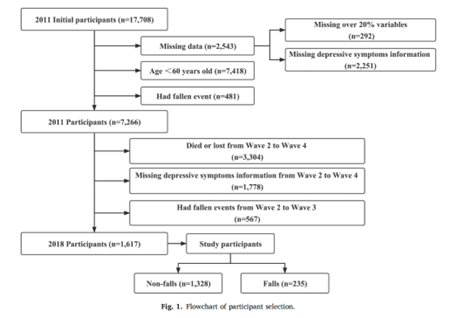 2011 Initial participants (n=17,708)
Missing over 20% variables
(n=292)
Missing data (n=2,543)
Missing depressive symptoms information
(n=2,251)
Age <60 years old (n=7,418)
Had fallen event (n=481)
2011 Participants (n=7,266)
Died or lost from Wave 2 to Wave 4
(n=3,304)
Missing depressive symptoms information from Wave 2 to Wave 4
(n=1,778)
Had fallen events from Wave 2 to Wave 3
(n=567)
2018 Participants (n=1,617)
Study participants
Non-falls (n=1,328)
Falls (n=235)
Fig. 1. Flowchart of participant selection.